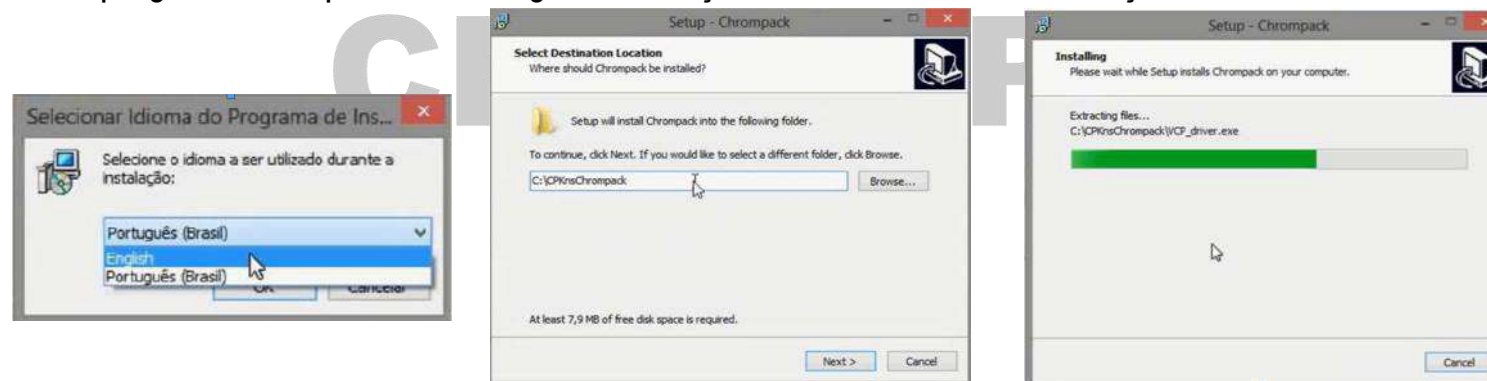 Selecionar Idioma do Programa de Ins...
Selecione o idioma a ser utilizado durante a
instalação:
Português (Brasil)
English
Português (Brasil)
OK Cancelar
Setup - Chrompack
Select Destination Location
Where should Chrompack be installed?
Setup will install Chrompack into the following folder.
To continue, click Next. If you would like to select a different folder, click Browse.
C:\CPKnsChrompack
Browse...
At least 7,9 MB of free disk space is required.
Next > Cancel
Setup - Chrompack
Installing
Please wait while Setup installs Chrompack on your computer.
Extracting files...
C:\CPKnsChrompack\VCP_driver.exe
Cancel